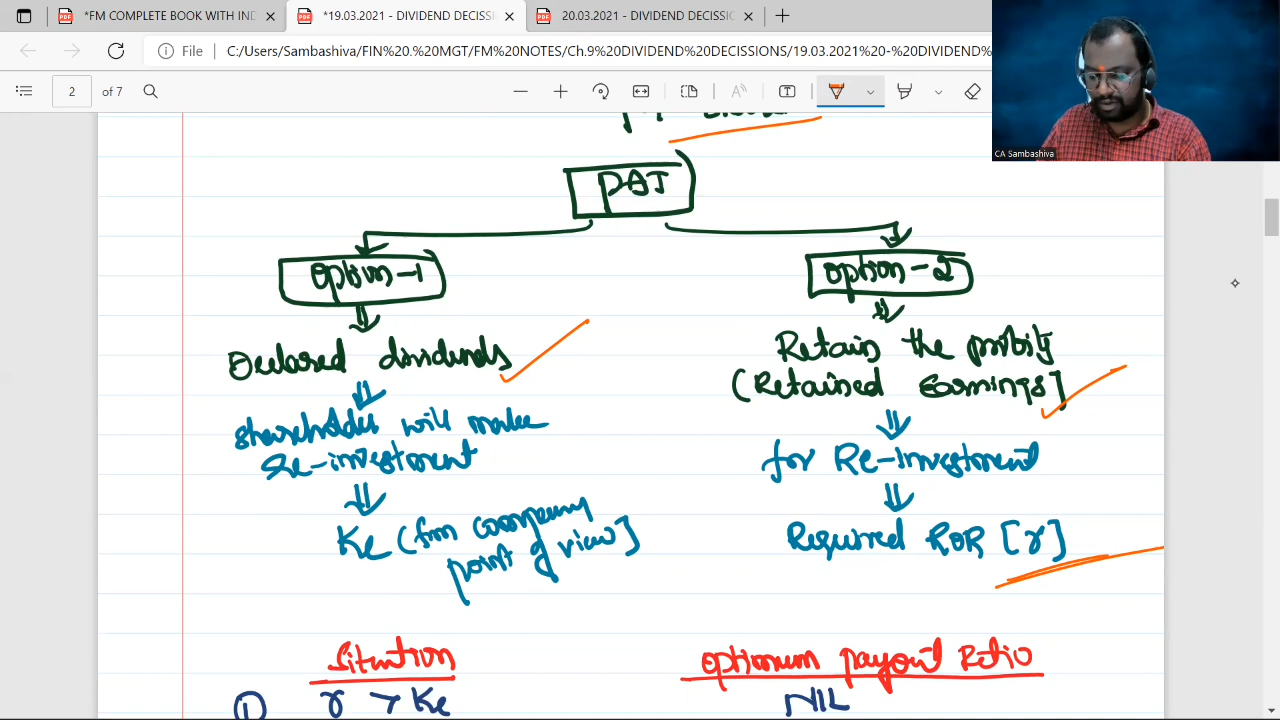 *FM COMPLETE BOOK WITH IND
*19.03.2021 - DIVIDEND DECISSIONS
20.03.2021 - DIVIDEND DECISSIC
File
C:/Users/Sambashiva/FIN%20.%20MGT/FM%20NOTES/Ch.9%20DIVIDEND%20DECISSIONS/19.03.2021%20-%20DIVIDEND%
2 of 7
CA Sambashiva
PAT
option-1
option-2
Declared dividends
Retain the profits
(Retained Earnings]
shareholder will make
Re-investment
for Re-investment
Ke (from company
point of view]
Required ROR [r]
Situation
optimum payout Ratio
① r > Ke
NIL